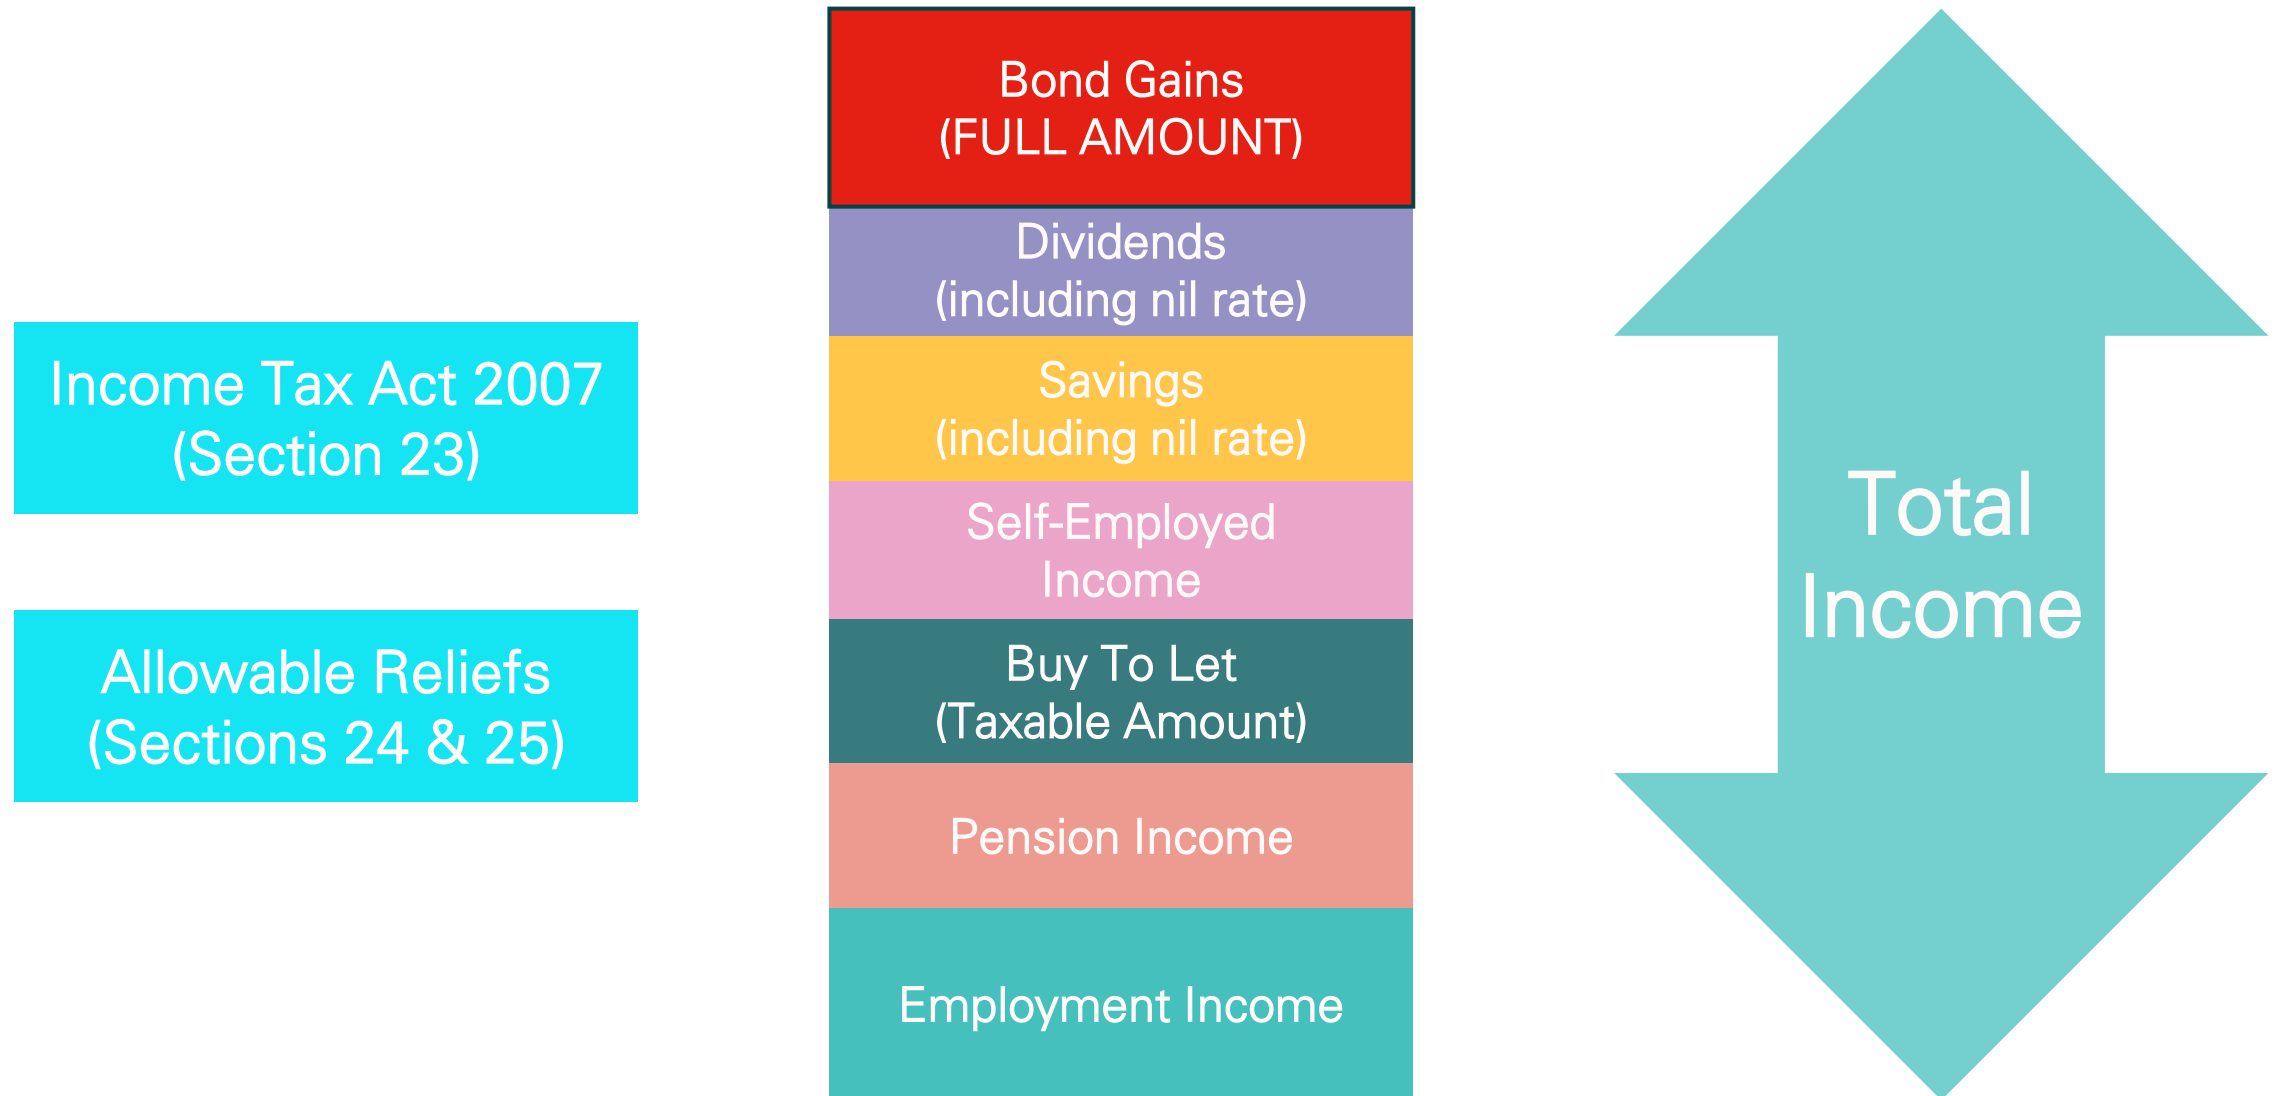 Income Tax Act 2007
(Section 23)
Allowable Reliefs
(Sections 24 & 25)
Bond Gains
(FULL AMOUNT)
Dividends
(including nil rate)
Savings
(including nil rate)
Self-Employed
Income
Buy To Let
(Taxable Amount)
Pension Income
Employment Income
Total
Income